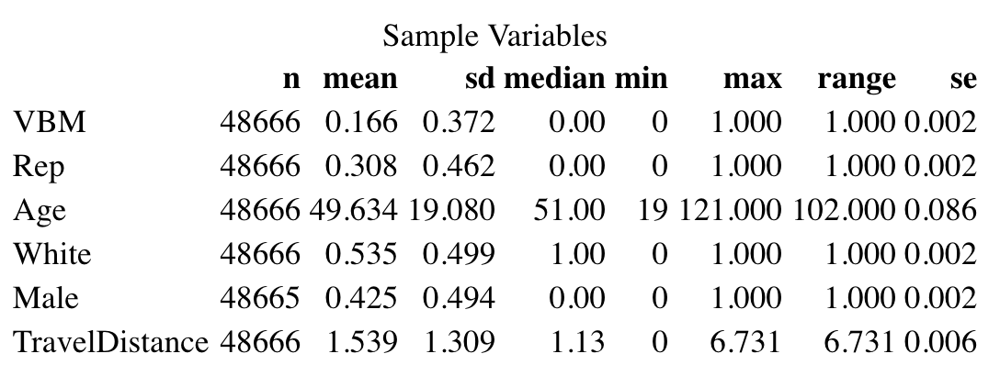 Sample Variables
n mean sd median min max range se
VBM 48666 0.166 0.372 0.00 0 1.000 1.000 0.002
Rep 48666 0.308 0.462 0.00 0 1.000 1.000 0.002
Age 48666 49.634 19.080 51.00 19 121.000 102.000 0.086
White 48666 0.535 0.499 1.00 0 1.000 1.000 0.002
Male 48665 0.425 0.494 0.00 0 1.000 1.000 0.002
TravelDistance 48666 1.539 1.309 1.13 0 6.731 6.731 0.006